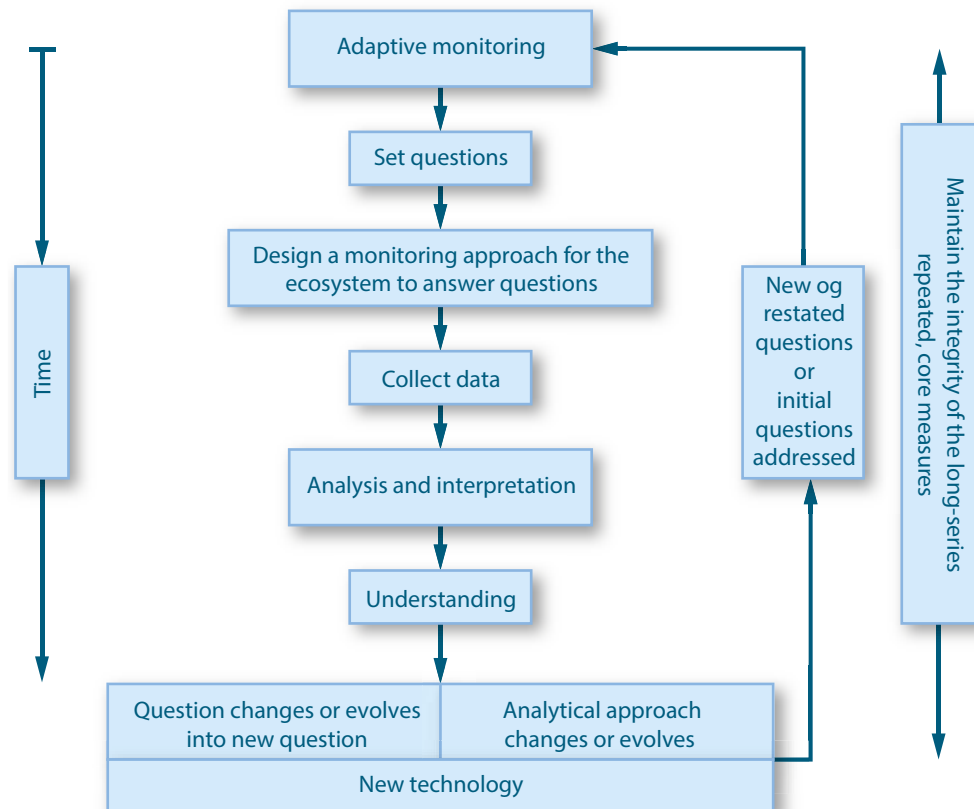 Adaptive monitoring
Set questions
Design a monitoring approach for the
ecosystem to answer questions
Collect data
Analysis and interpretation
Understanding
Question changes or evolves
into new question
Analytical approach
changes or evolves
New technology
Time
New og
restated
questions
or
initial
questions
addressed
Maintain the integrity of the long-series
repeated, core measures